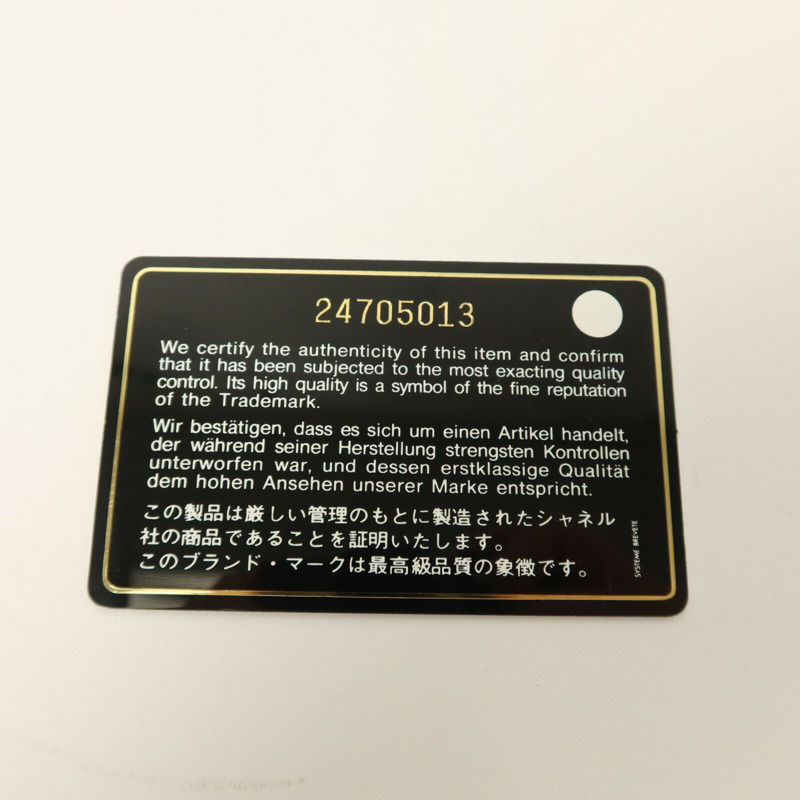 24705013
We certify the authenticity of this item and confirm
that it has been subjected to the most exacting quality
control. Its high quality is a symbol of the fine reputation
of the Trademark.
Wir bestätigen, dass es sich um einen Artikel handelt,
der während seiner Herstellung strengsten Kontrollen
unterworfen war, und dessen erstklassige Qualität
dem hohen Ansehen unserer Marke entspricht.
この製品は厳しい管理のもとに製造されたシャネル
社の商品であることを証明いたします。
このブランド・マークは最高級品質の象徴です。
SYSTEME BREVETE